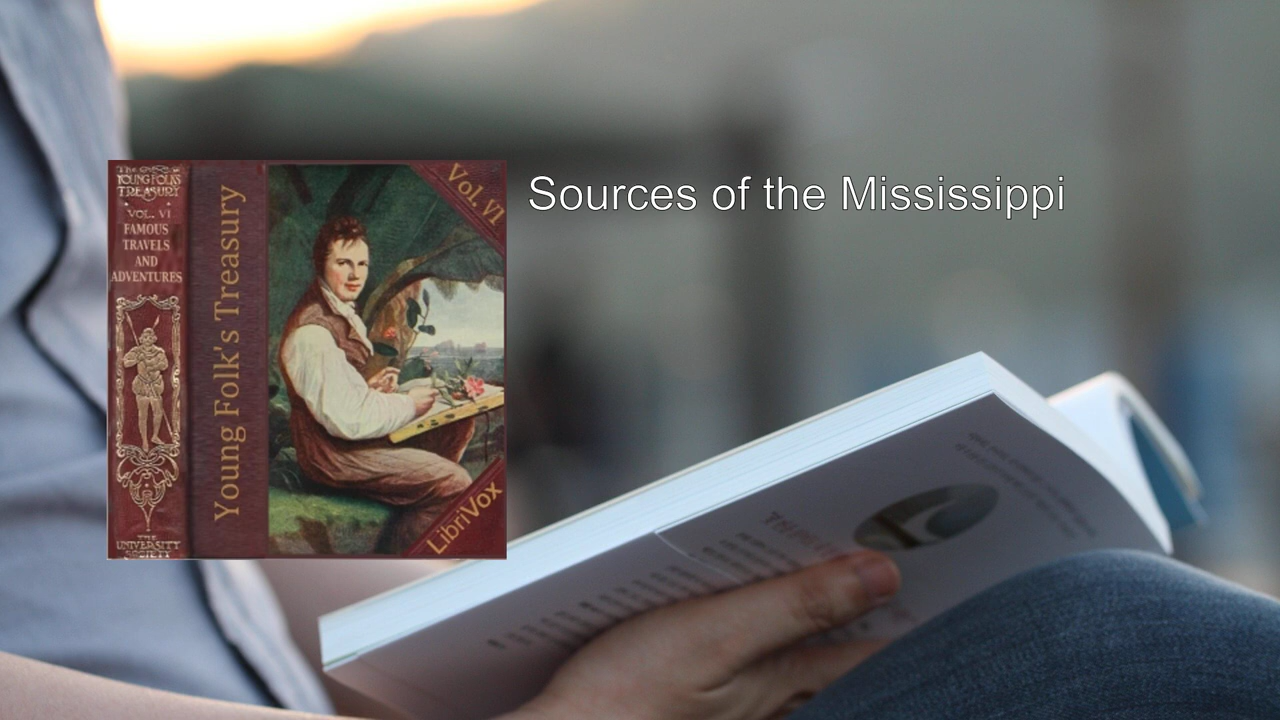 THE
YOUNG FOLKS
TREASURY
VOL. VI
FAMOUS
TRAVELS
AND
ADVENTURES
THE
UNIVERSITY
SOCIETY
Young Folk's Treasury
Vol. VI
LibriVox
Sources of the Mississippi